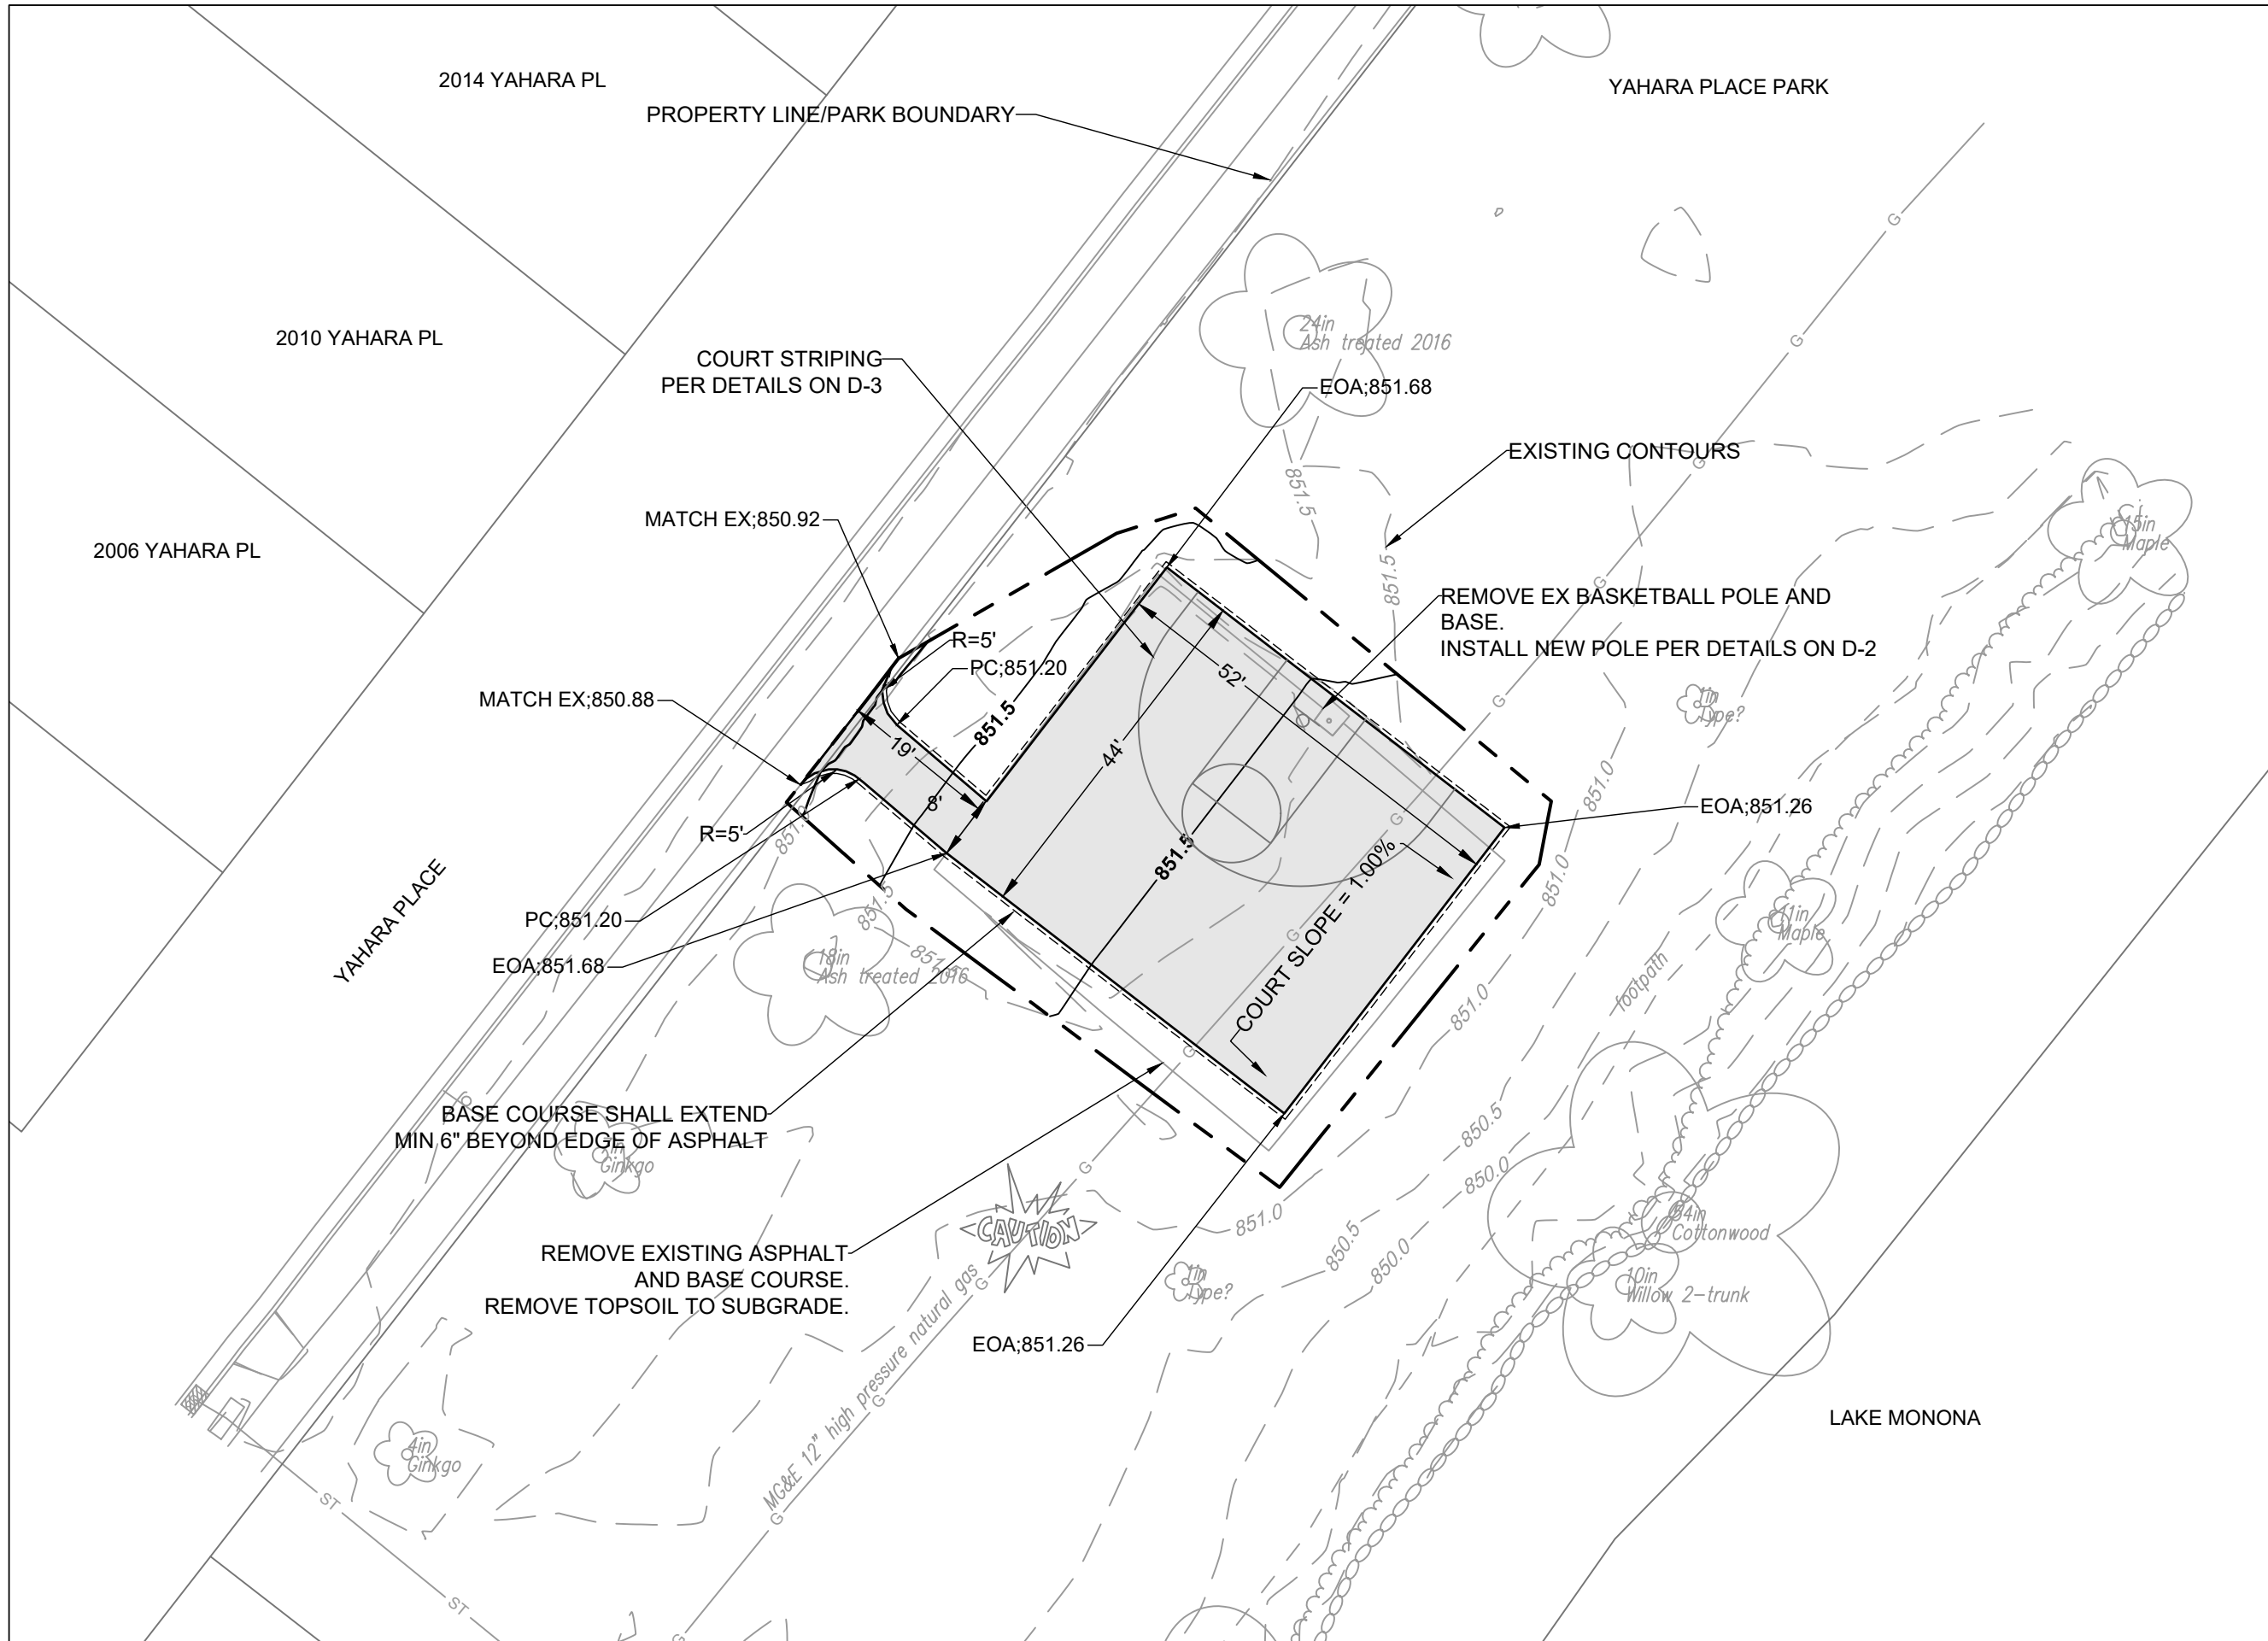 2014 YAHARA PL
YAHARA PLACE PARK
PROPERTY LINE/PARK BOUNDARY
2010 YAHARA PL
24in
Ash treated 2016
COURT STRIPING
PER DETAILS ON D-3
EOA;851.68
EXISTING CONTOURS
851.5
MATCH EX;850.92
15in
Maple
2006 YAHARA PL
851.5
REMOVE EX BASKETBALL POLE AND
BASE.
INSTALL NEW POLE PER DETAILS ON D-2
R=5'
PC;851.20
52'
MATCH EX;850.88
1in
Type?
851.5
19'
44'
8'
851.0
EOA;851.26
R=5'
851.5
COURT SLOPE = 1.00%
851.0
YAHARA PLACE
PC;851.20
851.5
11in
Maple
EOA;851.68
18in
Ash treated 2016
footpath
851.0
BASE COURSE SHALL EXTEND
MIN 6" BEYOND EDGE OF ASPHALT
Ginkgo
850.5
850.0
CAUTION
851.0
54in
Cottonwood
REMOVE EXISTING ASPHALT
AND BASE COURSE.
REMOVE TOPSOIL TO SUBGRADE.
850.5
850.0
1in
Type?
10in
Willow 2-trunk
EOA;851.26
MG&E 12" high pressure natural gas
LAKE MONONA
4in
Ginkgo
ST
ST
G
G
G
G
G
G
G
G
G
G
G
G
G
G